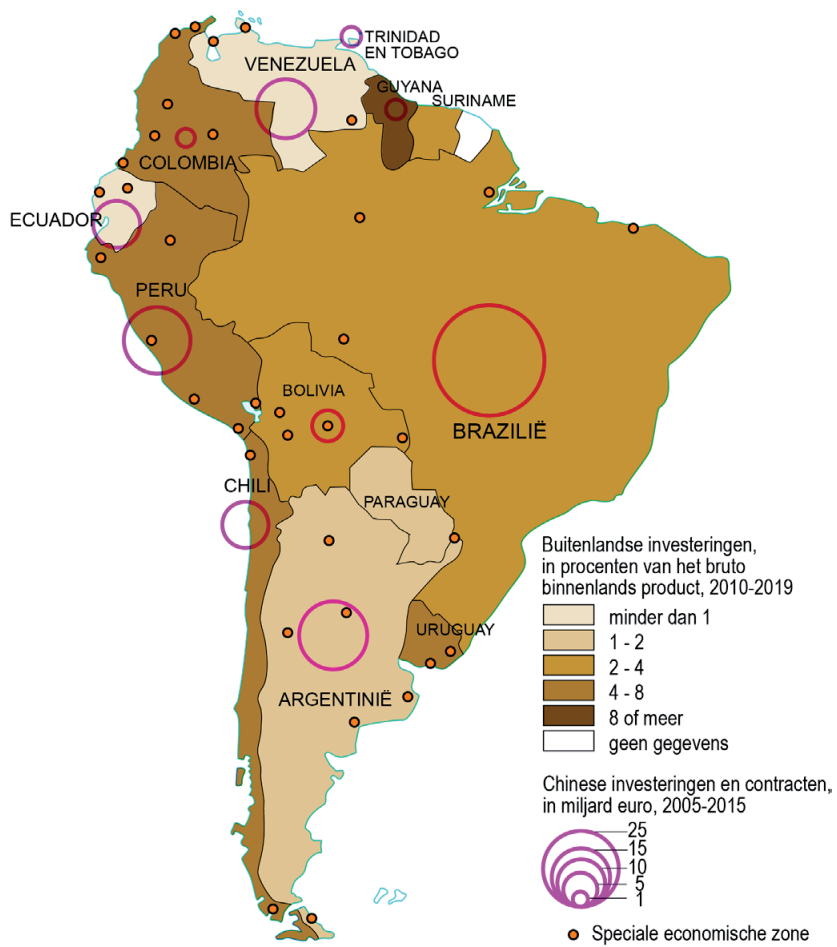 TRINIDAD
EN TOBAGO
VENEZUELA
GUYANA
SURINAME
COLOMBIA
ECUADOR
PERU
BOLIVIA
BRAZILIË
CHILI
PARAGUAY
URUGUAY
ARGENTINIË
Buitenlandse investeringen,
in procenten van het bruto
binnenlands product, 2010-2019
minder dan 1
1 - 2
2 - 4
4 - 8
8 of meer
geen gegevens
Chinese investeringen en contracten,
in miljard euro, 2005-2015
25
15
10
5
1
Speciale economische zone